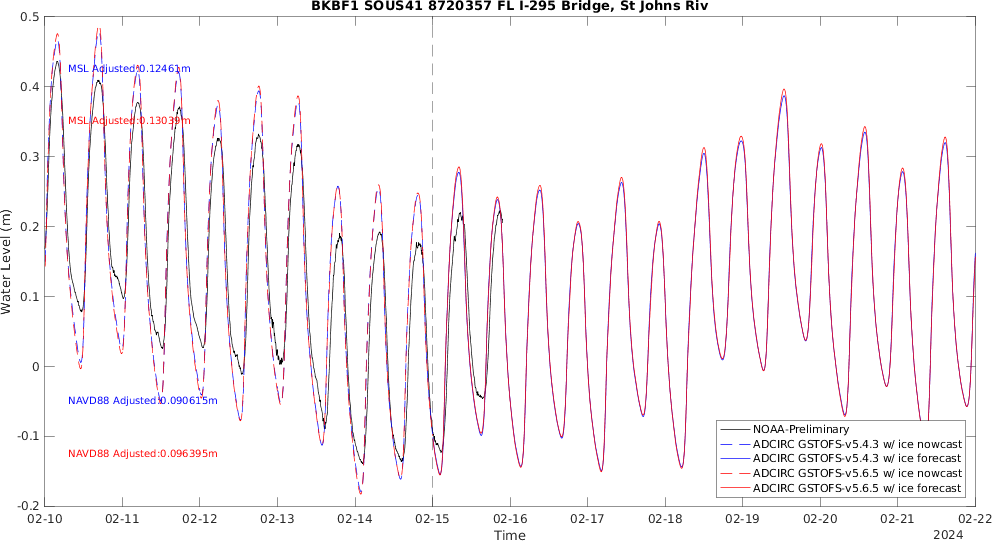 BKBF1 SOUS41 8720357 FL I-295 Bridge, St Johns Riv
0.5
0.4
0.3
0.2
0.1
0
-0.1
-0.2
Water Level (m)
MSL Adjusted:0.12461m
MSL Adjusted:0.13039m
NAVD88 Adjusted:0.090615m
NAVD88 Adjusted:0.096395m
NOAA-Preliminary
ADCIRC GSTOFS-v5.4.3 w/ ice nowcast
ADCIRC GSTOFS-v5.4.3 w/ ice forecast
ADCIRC GSTOFS-v5.6.5 w/ ice nowcast
ADCIRC GSTOFS-v5.6.5 w/ ice forecast
02-10 02-11 02-12 02-13 02-14 02-15 02-16 02-17 02-18 02-19 02-20 02-21 02-22
Time
2024